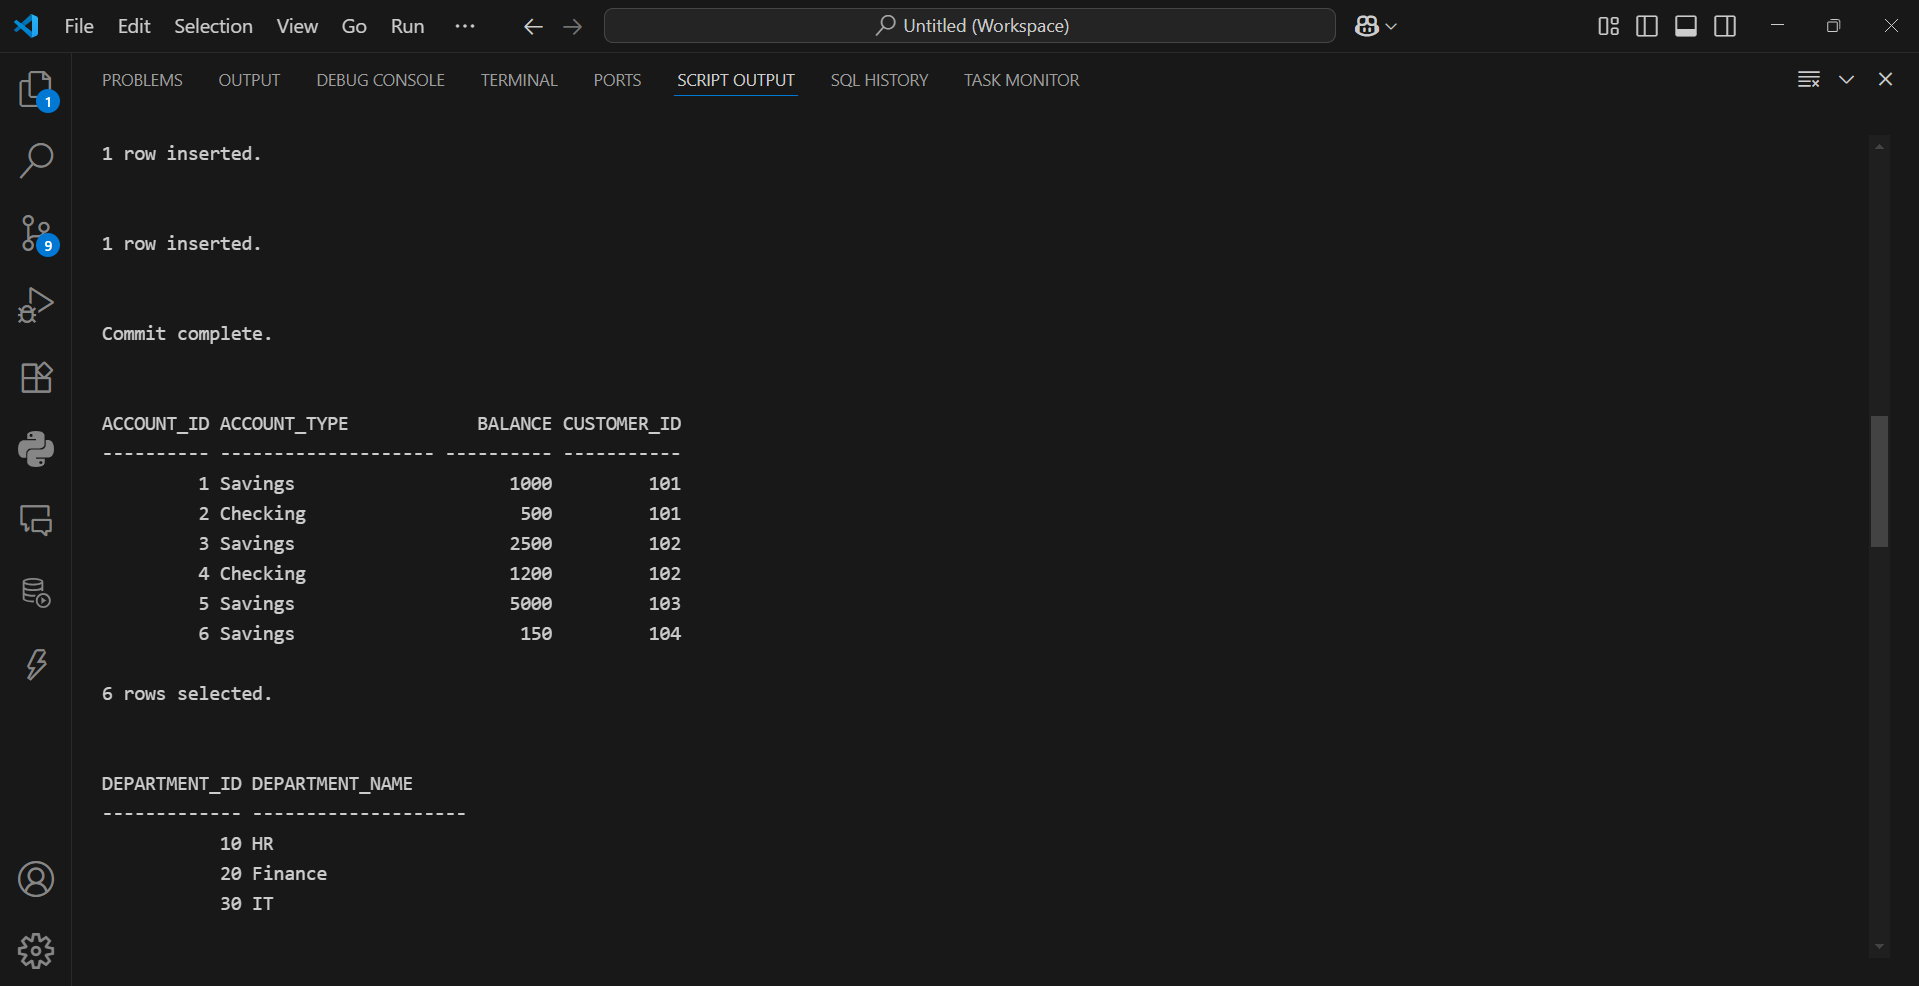 File Edit Selection View Go Run ··· Untitled (Workspace)
PROBLEMS OUTPUT DEBUG CONSOLE TERMINAL PORTS SCRIPT OUTPUT SQL HISTORY TASK MONITOR
1
9
1 row inserted.
1 row inserted.
Commit complete.
ACCOUNT_ID ACCOUNT_TYPE            BALANCE CUSTOMER_ID
---------- -------------------- ---------- -----------
         1 Savings                    1000         101
         2 Checking                    500         101
         3 Savings                    2500         102
         4 Checking                   1200         102
         5 Savings                    5000         103
         6 Savings                     150         104
6 rows selected.
DEPARTMENT_ID DEPARTMENT_NAME
------------- --------------------
           10 HR
           20 Finance
           30 IT